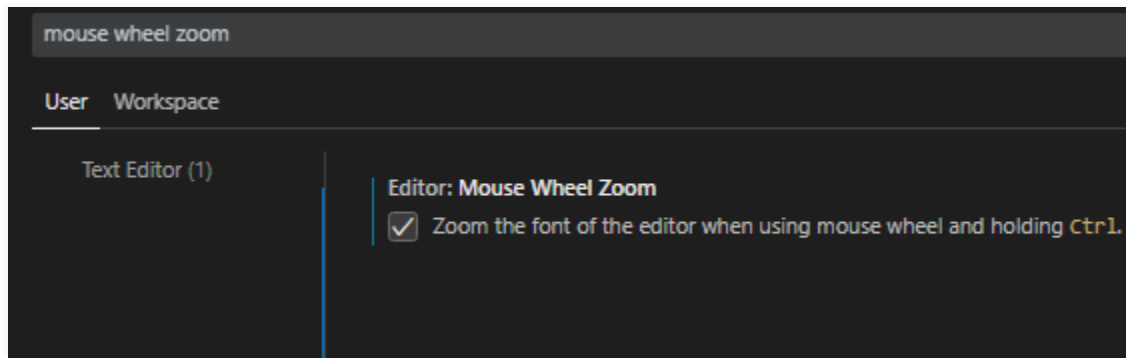 mouse wheel zoom
User Workspace
Text Editor (1)
Editor: Mouse Wheel Zoom
Zoom the font of the editor when using mouse wheel and holding Ctrl.